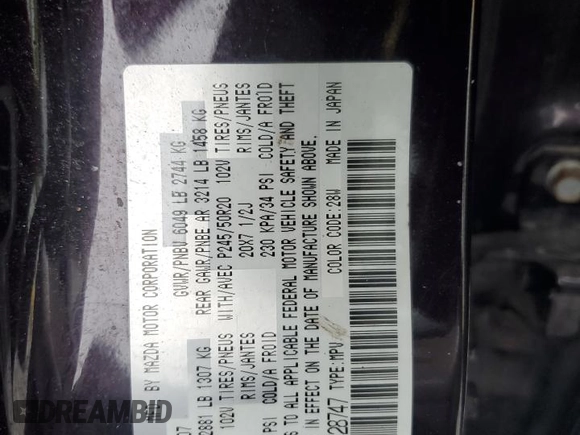 BY MAZDA MOTOR CORPORATION
07 GVWR/PNBV 6049 LB 2744 KG
2881 LB 1307 KG REAR GAWR/PNBE AR 3214 LB 1458 KG
102V TIRES/PNEUS WITH/AVEC P245/50R20 102V TIRES/PNEUS
RIMS/JANTES 20X7 1/2J RIMS/JANTES
PSI COLD/A FROID 230 KPA/34 PSI COLD/A FROID
S TO ALL APPLICABLE FEDERAL MOTOR VEHICLE SAFETY AND THEFT
IN EFFECT ON THE DATE OF MANUFACTURE SHOWN ABOVE.
28747 TYPE:MPV COLOR CODE:28W MADE IN JAPAN
RideSafely